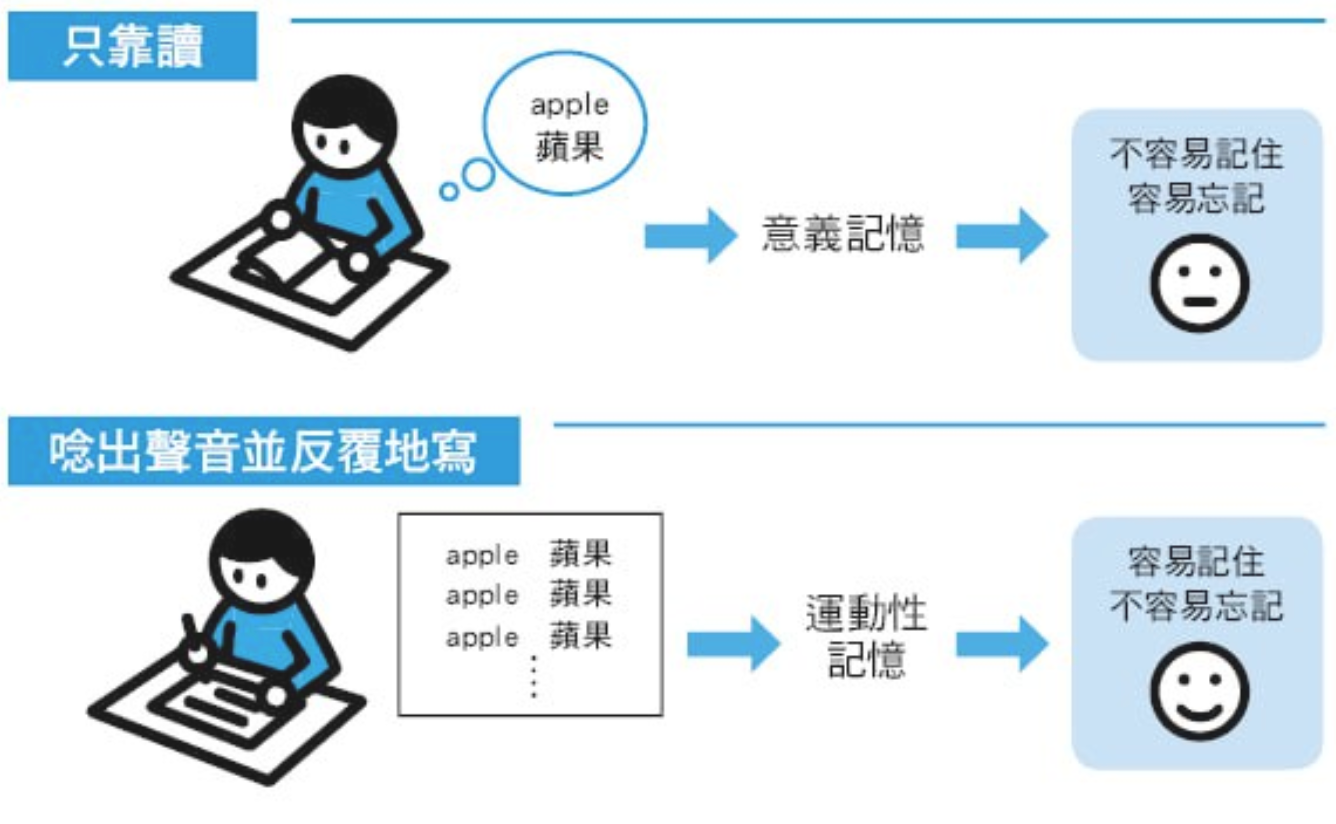 只靠讀
apple
蘋果
意義記憶
不容易記住
容易忘記
唸出聲音並反覆地寫
apple 蘋果
apple 蘋果
apple 蘋果
運動性
記憶
容易記住
不容易忘記